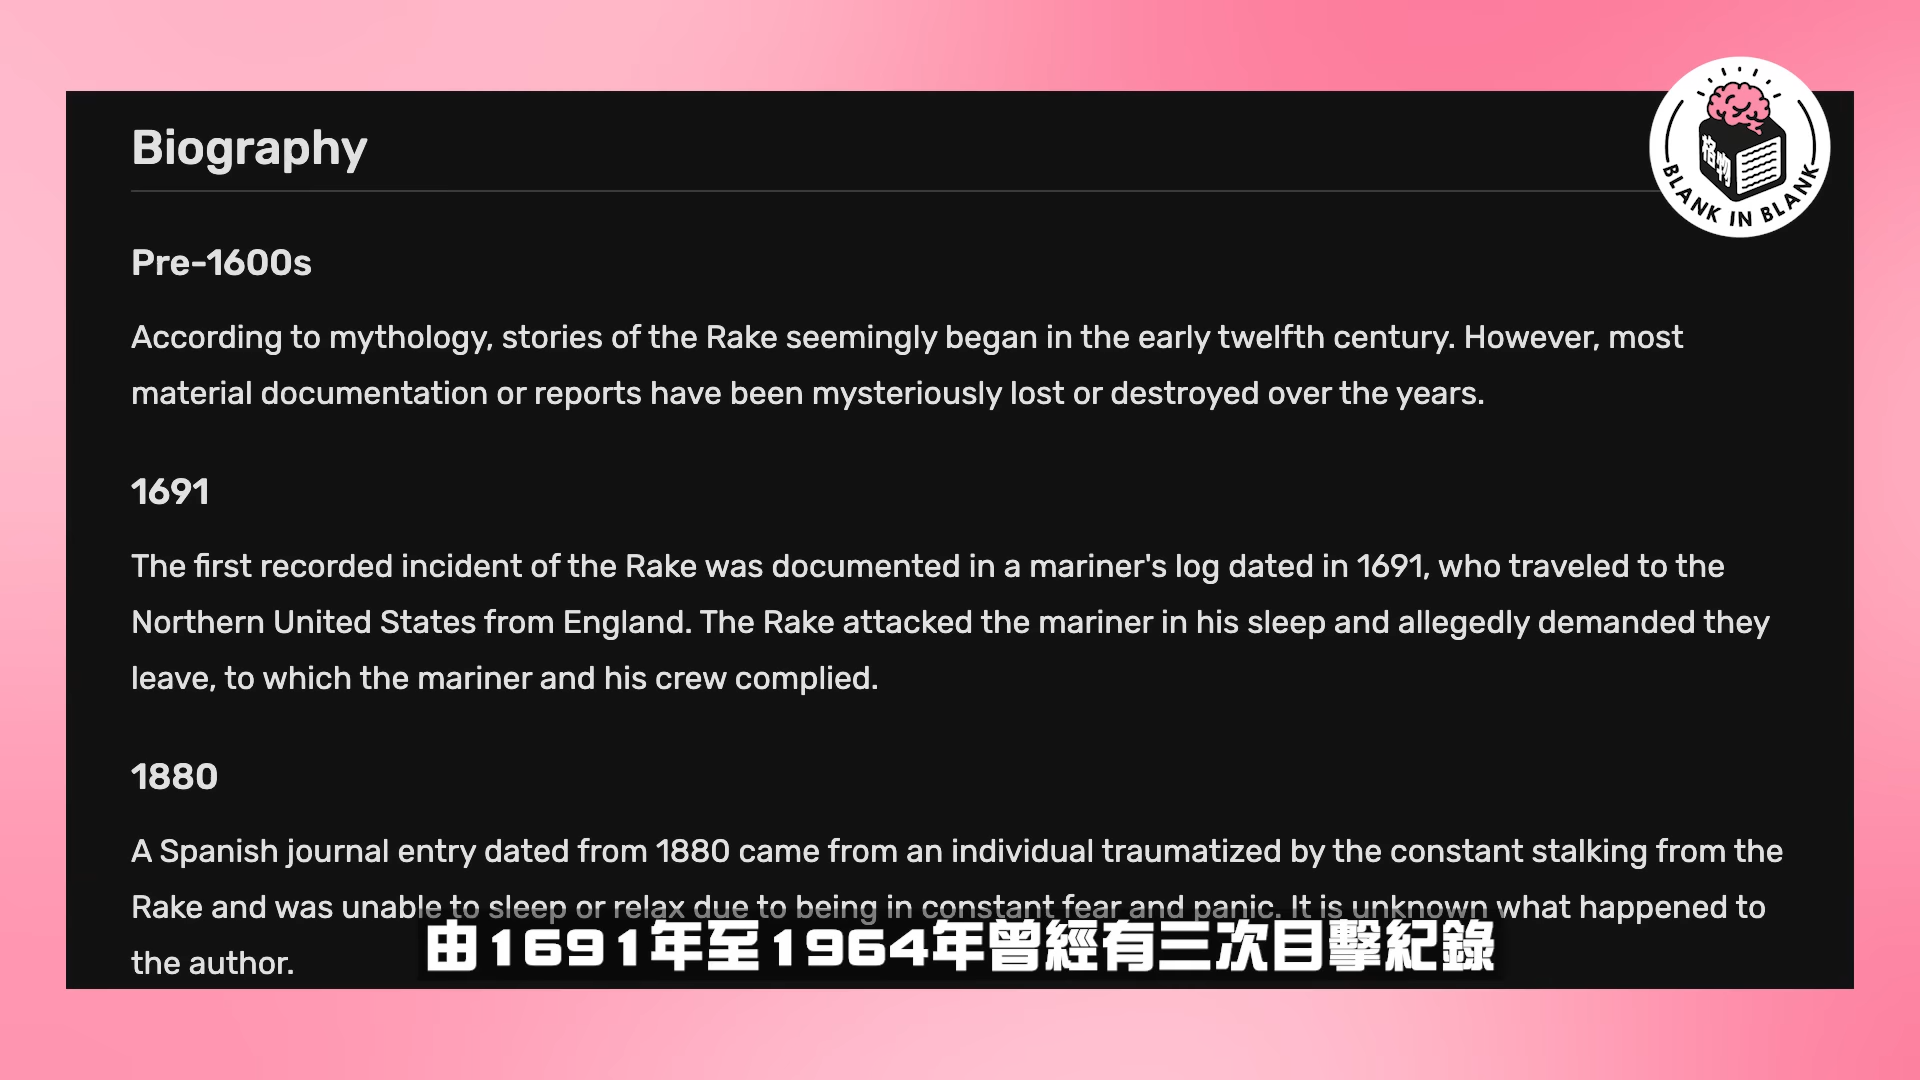 Biography
格物
BLANK IN BLANK
Pre-1600s
According to mythology, stories of the Rake seemingly began in the early twelfth century. However, most
material documentation or reports have been mysteriously lost or destroyed over the years.
1691
The first recorded incident of the Rake was documented in a mariner's log dated in 1691, who traveled to the
Northern United States from England. The Rake attacked the mariner in his sleep and allegedly demanded they
leave, to which the mariner and his crew complied.
1880
A Spanish journal entry dated from 1880 came from an individual traumatized by the constant stalking from the
Rake and was unable to sleep or relax due to being in constant fear and panic. It is unknown what happened to
the author.
由1691年至1964年曾經有三次目擊紀錄